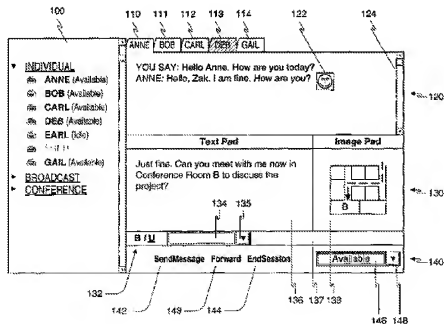 100
110 111 112 113 114
122
124
ANNE BOB CARL DEB GAIL
INDIVIDUAL
ANNE (Available)
BOB (Available)
CARL (Available)
DEB (Available)
EARL (Idle)
GAIL (Available)
BROADCAST
CONFERENCE
YOU SAY: Hello Anne. How are you today?
ANNE: Hello, Zak. I am fine. How are you?
120
Text Pad
Image Pad
Just fine. Can you meet with me now in
Conference Room B to discuss the
project?
B
130
134 135
B / U
SendMessage Forward EndSession
Available
132
136 137 138
140
142 143 144
146 148